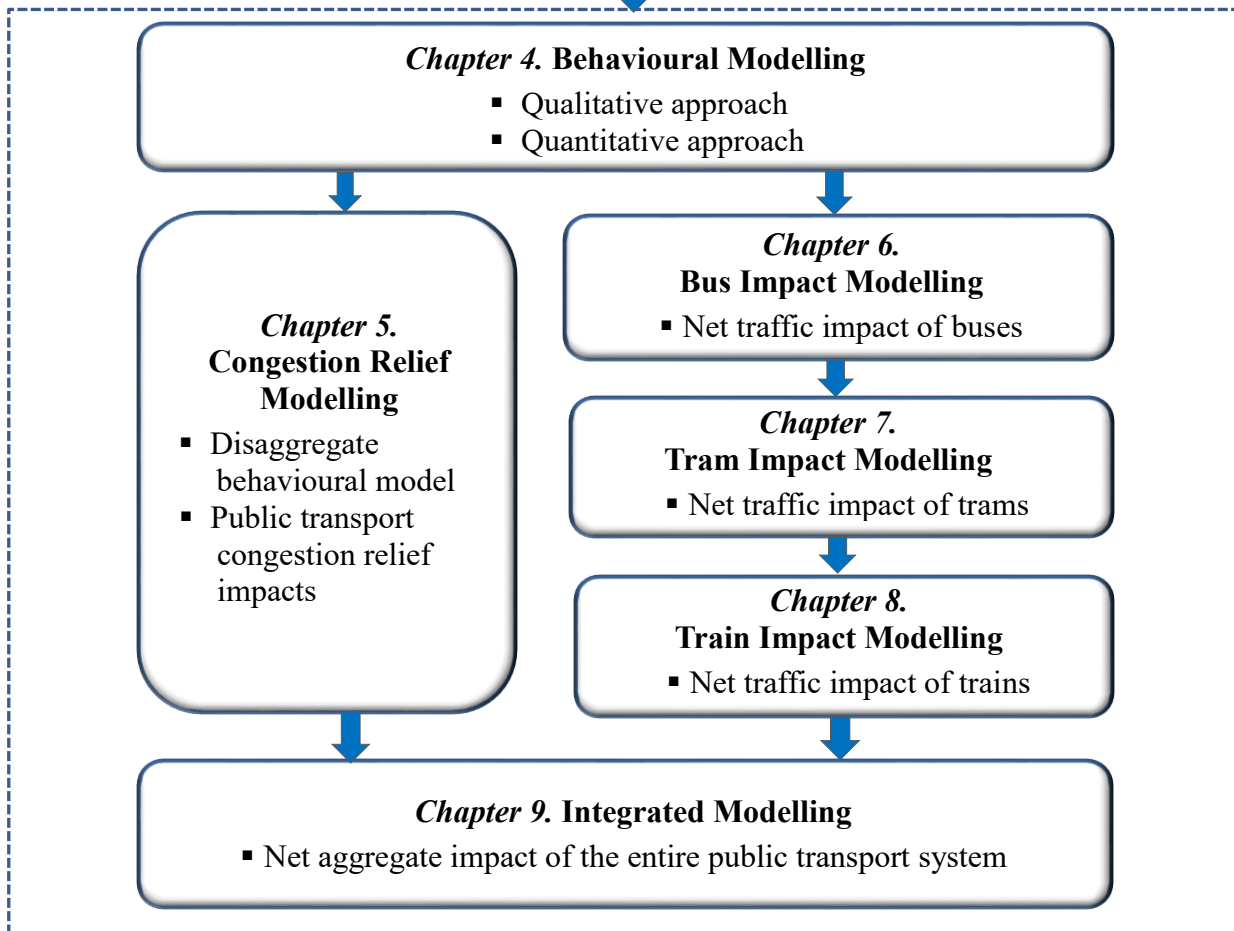 Chapter 4. Behavioural Modelling
▪ Qualitative approach
▪ Quantitative approach
Chapter 5.
Congestion Relief
Modelling
▪ Disaggregate
behavioural model
▪ Public transport
congestion relief
impacts
Chapter 6.
Bus Impact Modelling
▪ Net traffic impact of buses
Chapter 7.
Tram Impact Modelling
▪ Net traffic impact of trams
Chapter 8.
Train Impact Modelling
▪ Net traffic impact of trains
Chapter 9. Integrated Modelling
▪ Net aggregate impact of the entire public transport system